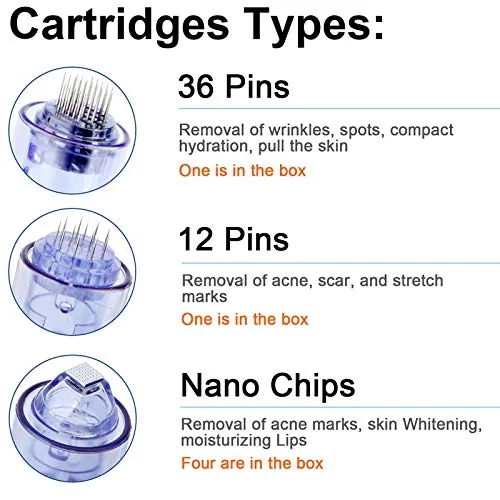 Cartridges Types:
36 Pins
Removal of wrinkles, spots, compact
hydration, pull the skin
One is in the box
12 Pins
Removal of acne, scar, and stretch
marks
One is in the box
Nano Chips
Removal of acne marks, skin Whitening,
moisturizing Lips
Four are in the box